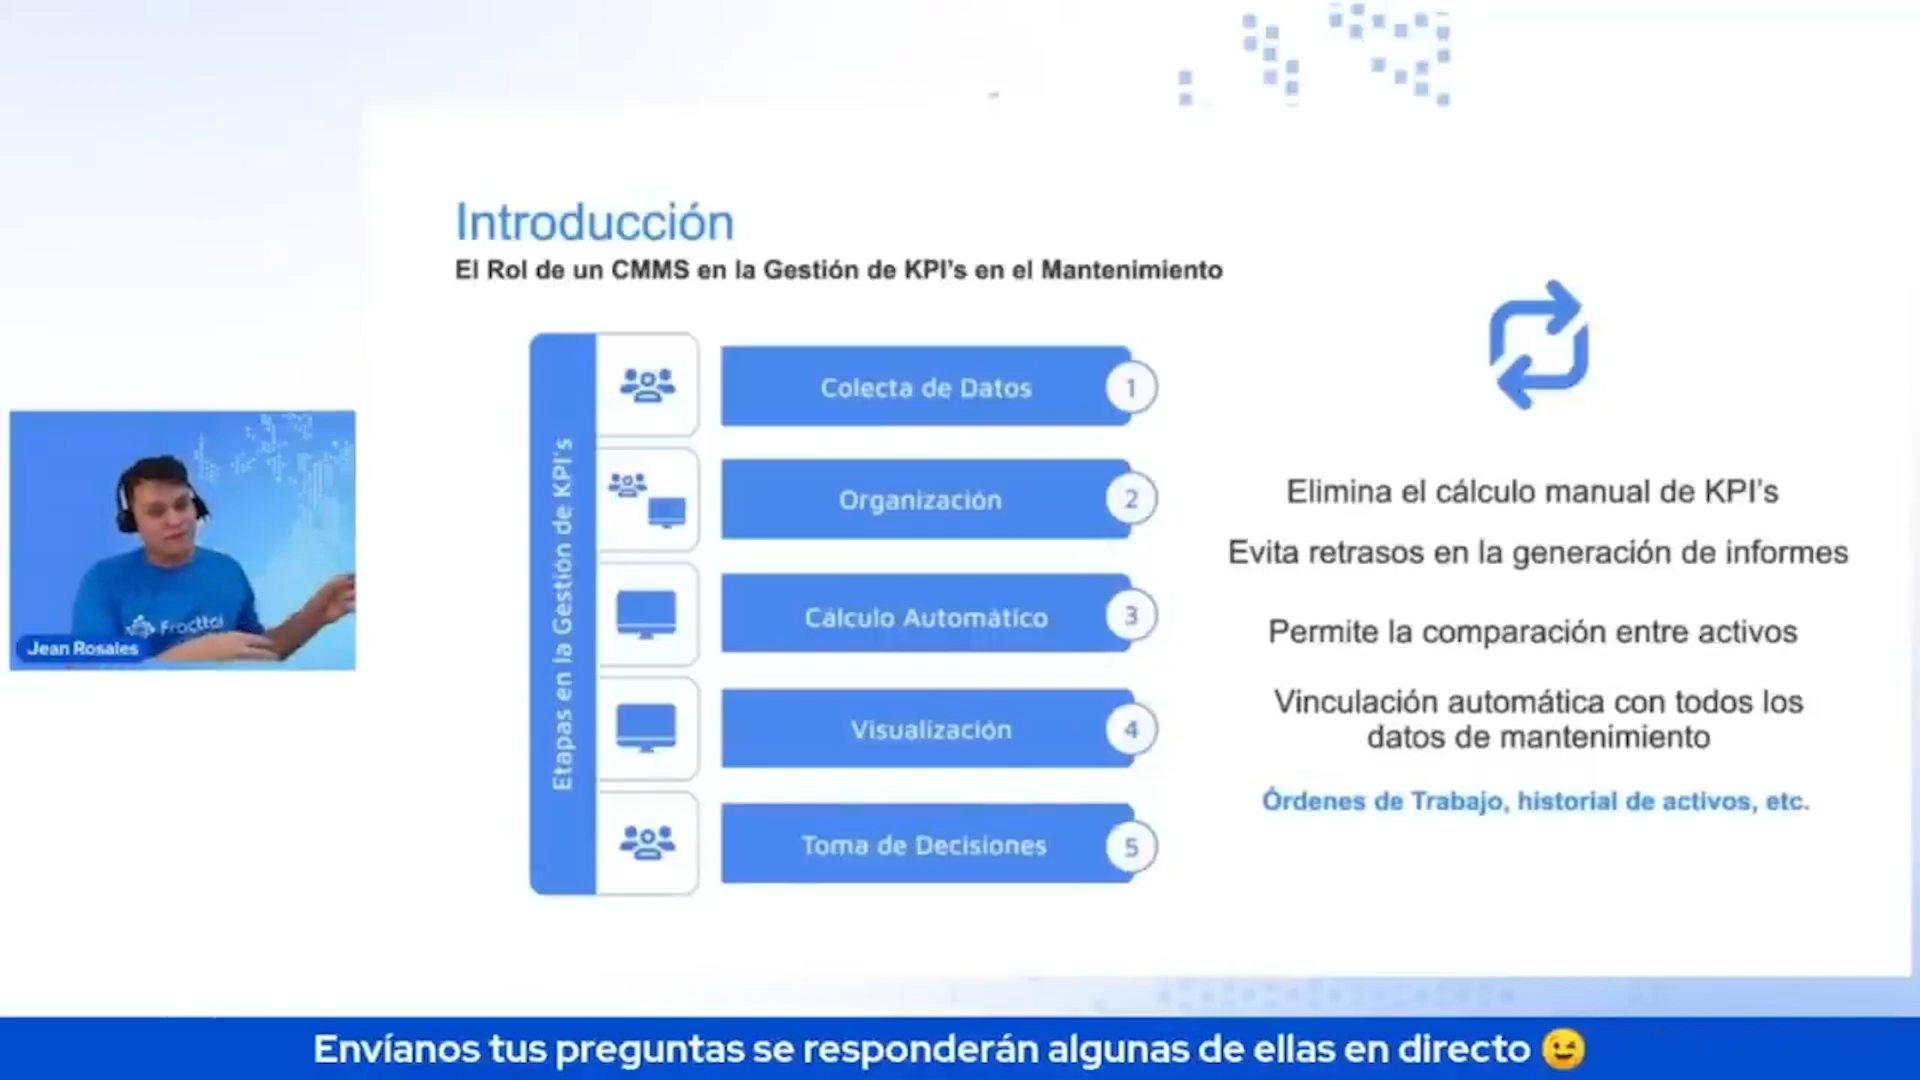 Introducción
El Rol de un CMMS en la Gestión de KPI's en el Mantenimiento
Etapas en la Gestión de KPI's
Colecta de Datos 1
Organización 2
Cálculo Automático 3
Visualización 4
Toma de Decisiones 5
Elimina el cálculo manual de KPI's
Evita retrasos en la generación de informes
Permite la comparación entre activos
Vinculación automática con todos los
datos de mantenimiento
Órdenes de Trabajo, historial de activos, etc.
Fracttal
Jean Rosales
Envíanos tus preguntas se responderán algunas de ellas en directo 😉